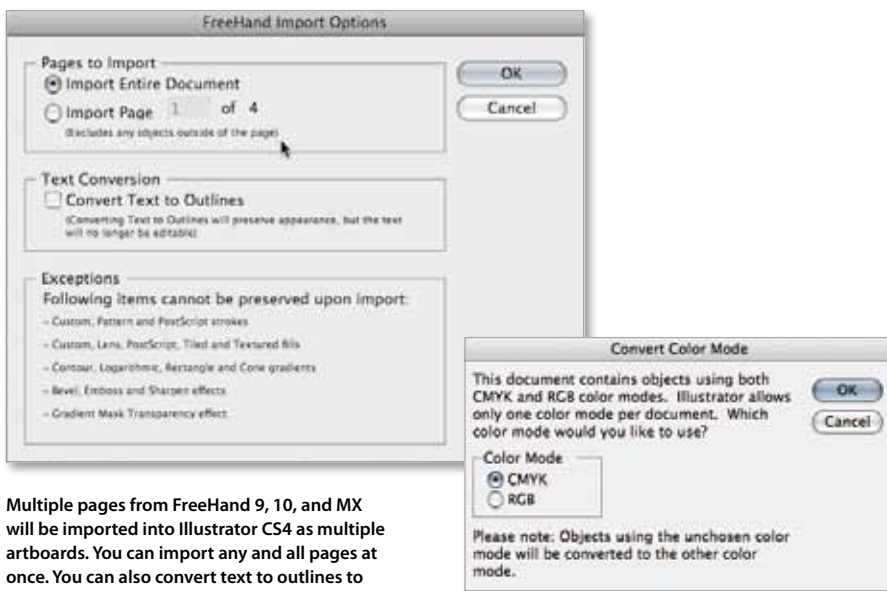 FreeHand Import Options
Pages to Import
Import Entire Document
Import Page 1 of 4
(Excludes any objects outside of the page)
OK
Cancel
Text Conversion
Convert Text to Outlines
(Converting Text to Outlines will preserve appearance, but the text
will no longer be editable)
Exceptions
Following items cannot be preserved upon import:
- Custom, Pattern and PostScript strokes
- Custom, Lens, PostScript, Tiled and Textured fills
- Contour, Logarithmic, Rectangle and Cone gradients
- Bevel, Emboss and Sharpen effects
- Gradient Mask Transparency effect
Convert Color Mode
This document contains objects using both
CMYK and RGB color modes. Illustrator allows
only one color mode per document. Which
color mode would you like to use?
OK
Cancel
Color Mode
CMYK
RGB
Please note: Objects using the unchosen color
mode will be converted to the other color
mode.
Multiple pages from FreeHand 9, 10, and MX
will be imported into Illustrator CS4 as multiple
artboards. You can import any and all pages at
once. You can also convert text to outlines to